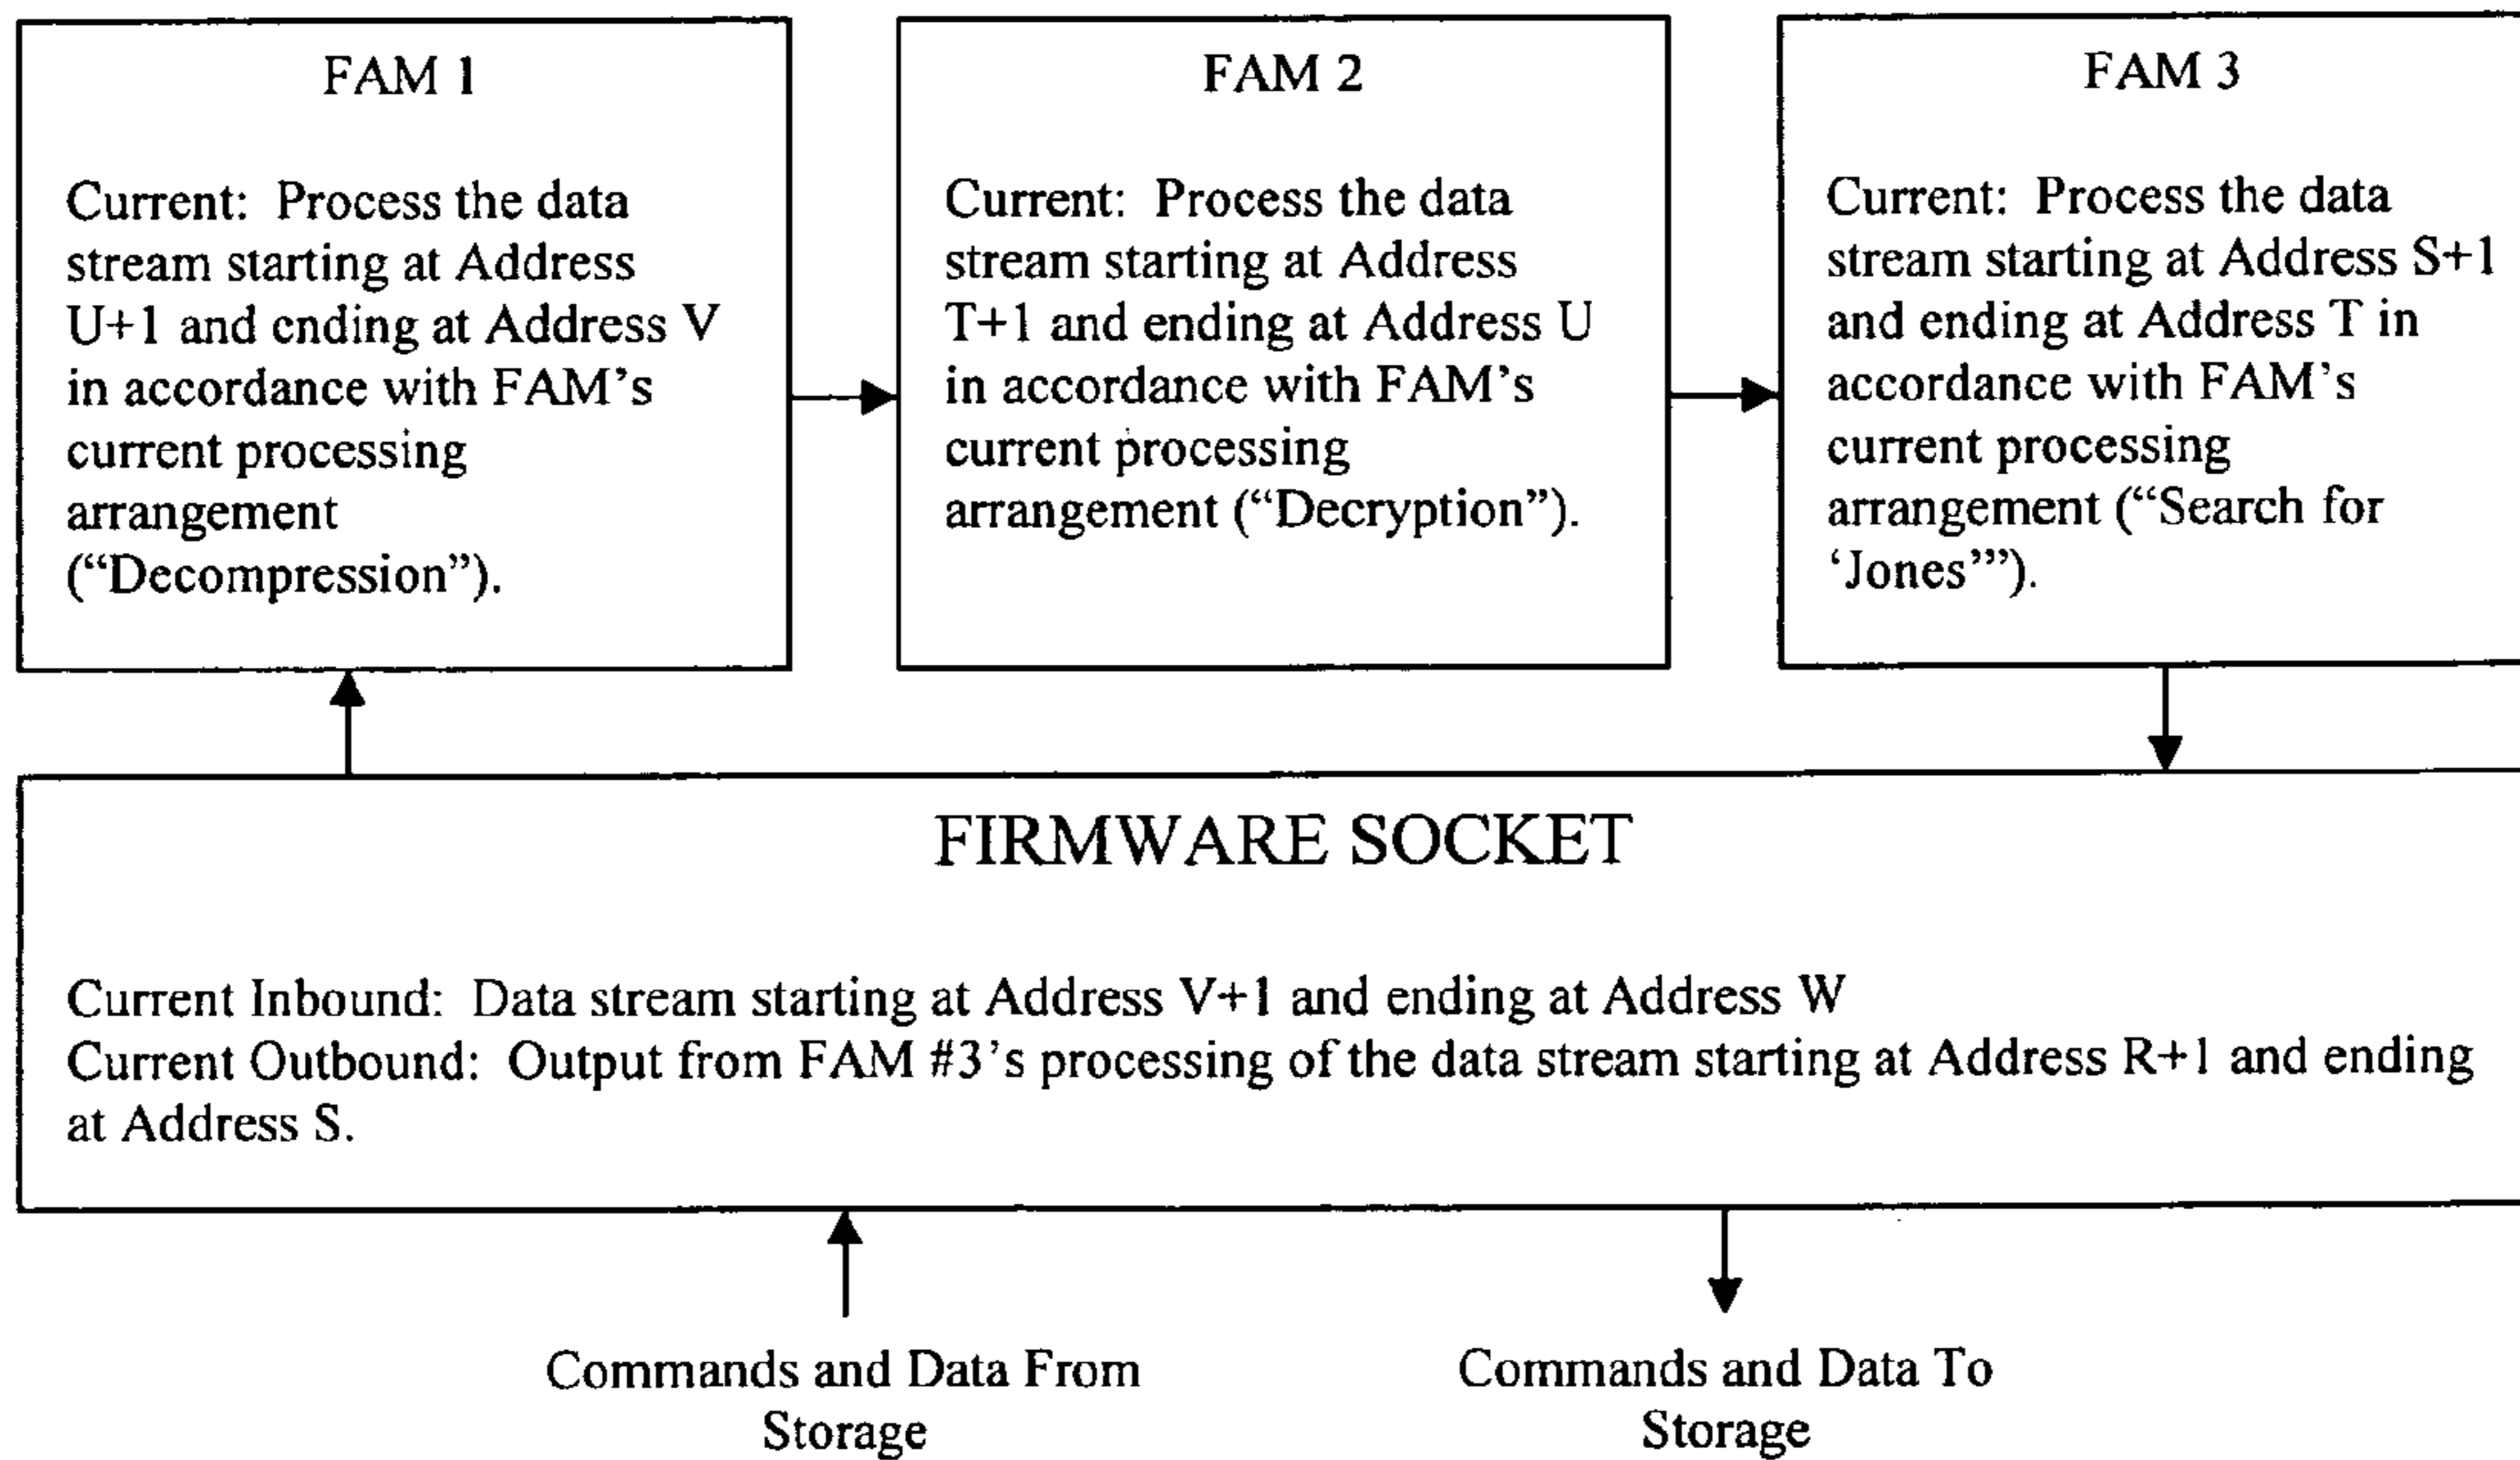 FAM 1
Current: Process the data
stream starting at Address
U+1 and ending at Address V
in accordance with FAM's
current processing
arrangement
(“Decompression”).
FAM 2
Current: Process the data
stream starting at Address
T+1 and ending at Address U
in accordance with FAM's
current processing
arrangement (“Decryption”).
FAM 3
Current: Process the data
stream starting at Address S+1
and ending at Address T in
accordance with FAM's
current processing
arrangement (“Search for
‘Jones’”).
FIRMWARE SOCKET
Current Inbound: Data stream starting at Address V+1 and ending at Address W
Current Outbound: Output from FAM #3's processing of the data stream starting at Address R+1 and ending
at Address S.
Commands and Data From
Storage
Commands and Data To
Storage